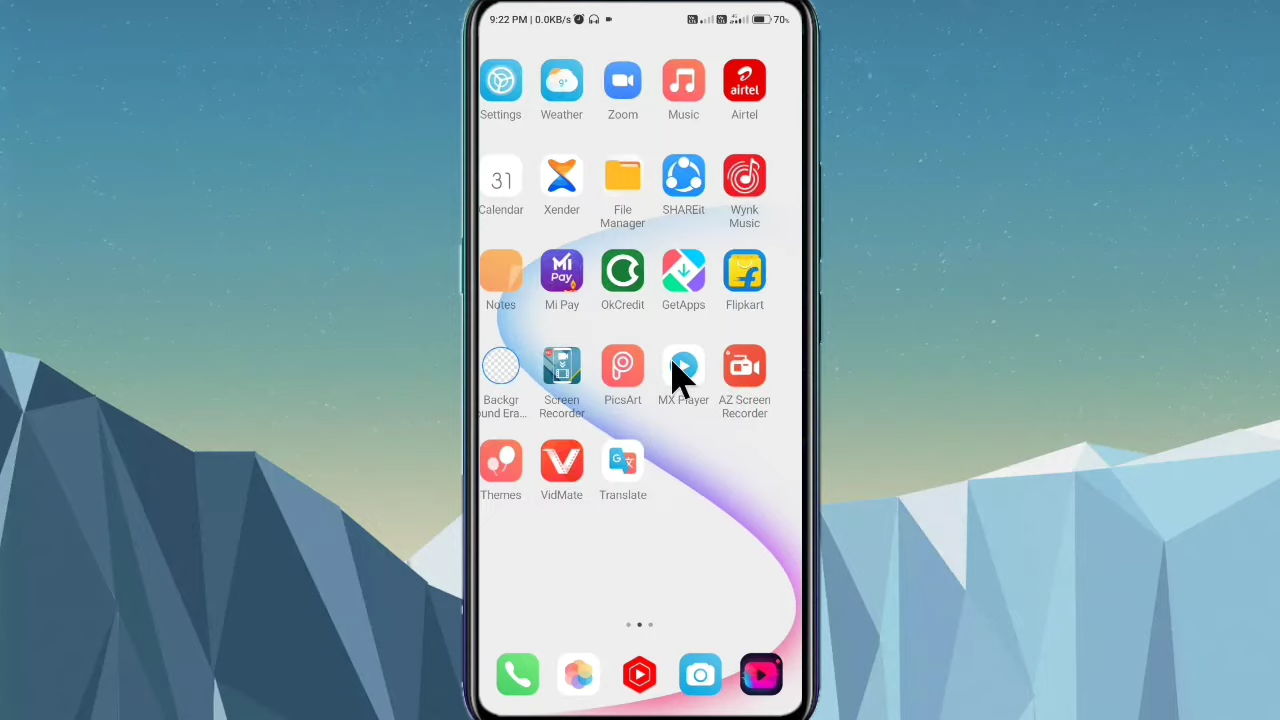 9:22 PM | 0.0KB/s 70%
9°
airtel
Settings Weather Zoom Music Airtel
31
Calendar Xender File Manager SHAREit Wynk Music
Mi Pay
Notes Mi Pay OkCredit GetApps Flipkart
Backgr ound Era... Screen Recorder PicsArt MX Player AZ Screen Recorder
G
Themes VidMate Translate